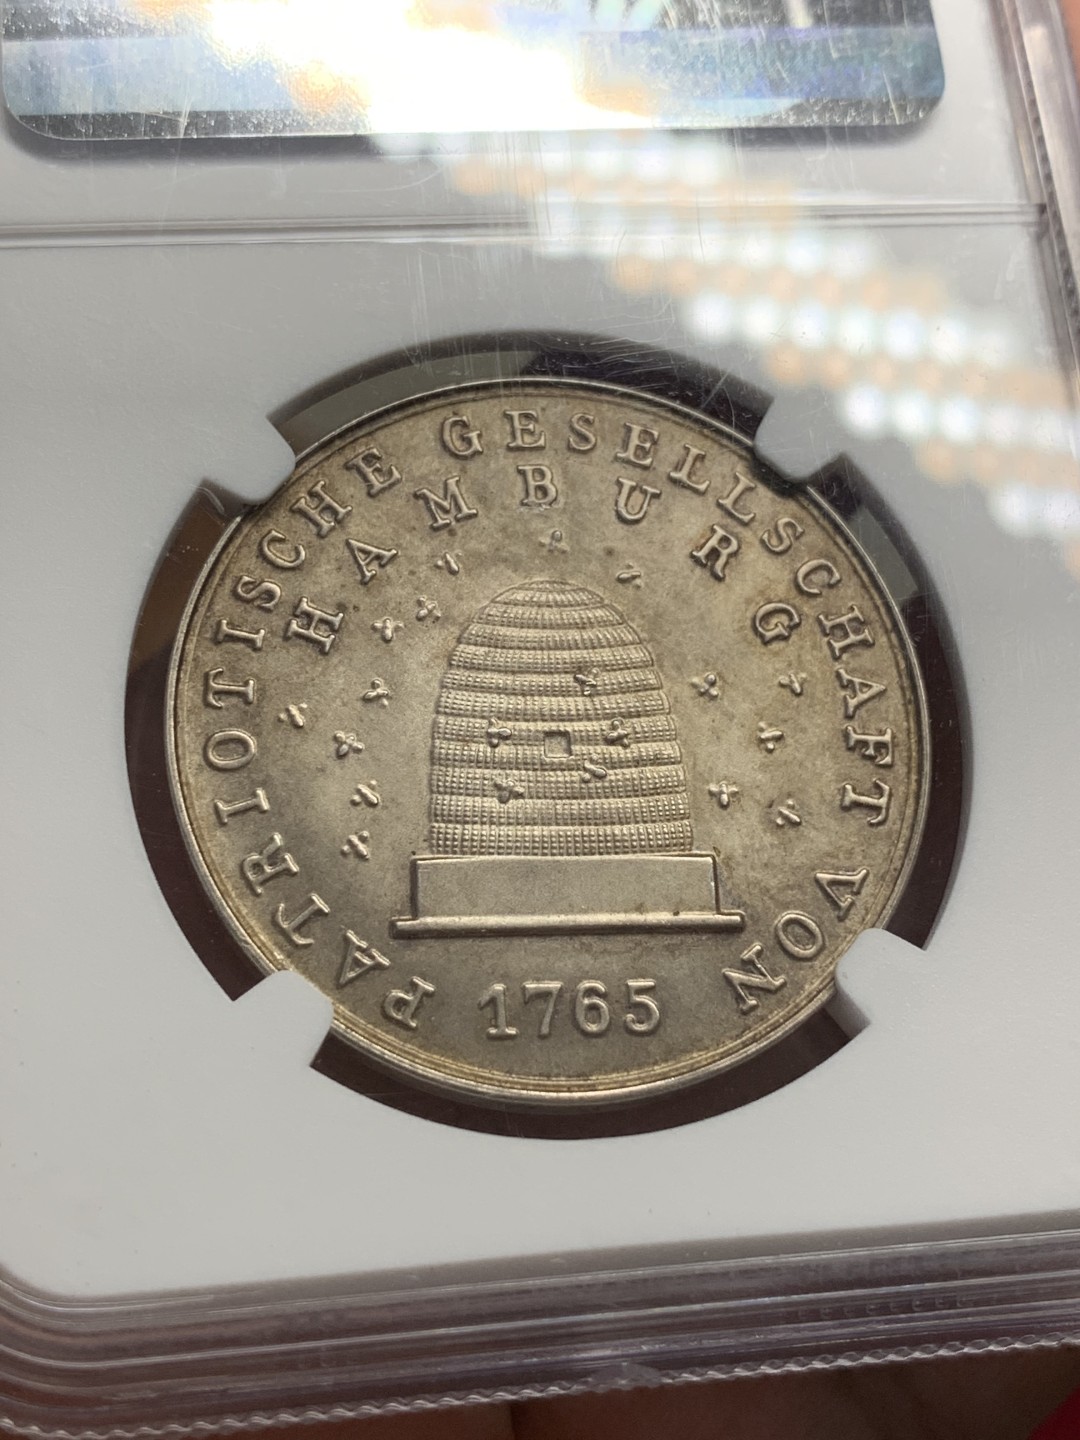 PATRIOTISCHE GESELLSCHAFT VON
HAMBURG
1765